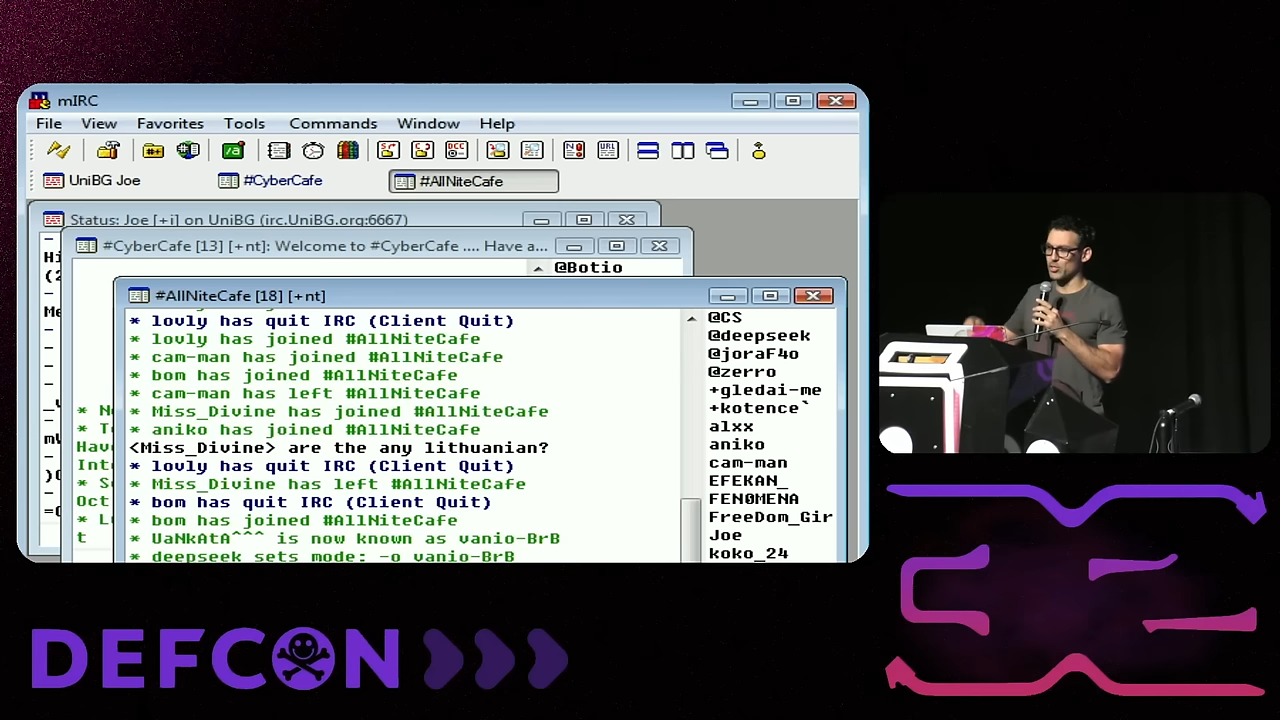 mIRC
File View Favorites Tools Commands Window Help
UniBG Joe #CyberCafe #AllNiteCafe
Status: Joe [+i] on UniBG (irc.UniBG.org:6667)
#CyberCafe [13] [+nt]: Welcome to #CyberCafe .... Have a...
@Botio
#AllNiteCafe [18] [+nt]
* lovly has quit IRC (Client Quit)
* lovly has joined #AllNiteCafe
* cam-man has joined #AllNiteCafe
* bom has joined #AllNiteCafe
* cam-man has left #AllNiteCafe
* Miss_Divine has joined #AllNiteCafe
* aniko has joined #AllNiteCafe
<Miss_Divine> are the any lithuanian?
* lovly has quit IRC (Client Quit)
* Miss_Divine has left #AllNiteCafe
* bom has quit IRC (Client Quit)
* bom has joined #AllNiteCafe
* UaNkAtA^^^ is now known as vanio-BrB
* deepseek sets mode: -o vanio-BrB
@CS
@deepseek
@joraF4o
@zerro
+gledai-me
+kotence`
alxx
aniko
cam-man
EFEKAN_
FEN0MENA
FreeDom_Gir
Joe
koko_24
DEFCON